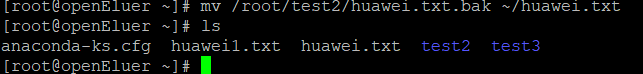 [root@openEluer ~]# mv /root/test2/huawei.txt.bak ~/huawei.txt
[root@openEluer ~]# ls
anaconda-ks.cfg  huawei1.txt  huawei.txt  test2  test3
[root@openEluer ~]#